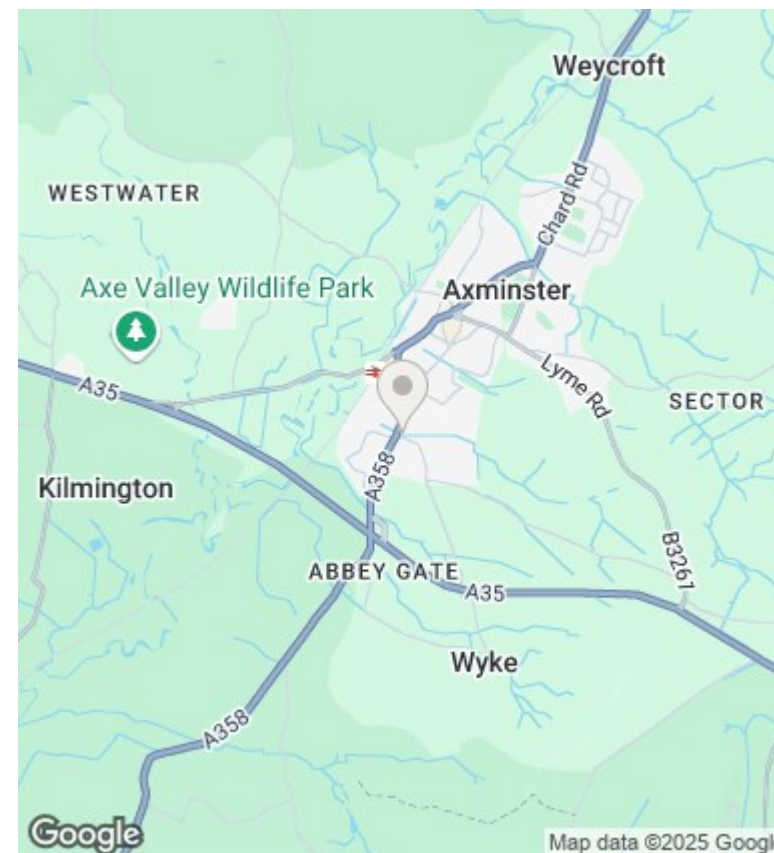 Weycroft
Chard Rd
WESTWATER
Axe Valley Wildlife Park
Axminster
A35
Lyme Rd
SECTOR
A358
Kilmington
B3261
ABBEY GATE
A35
Wyke
A358
Google
Map data ©2025 Googl